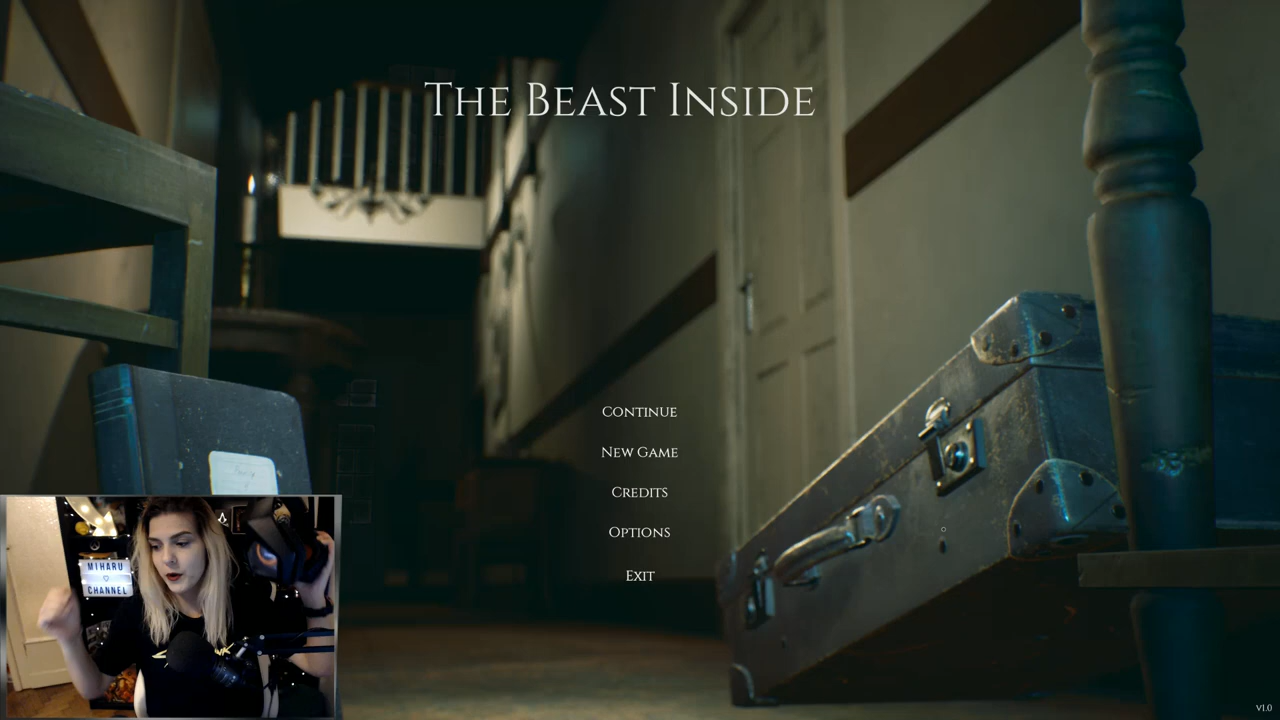 The Beast Inside
Continue
New Game
Credits
Options
Exit
MIHARU
CHANNEL
v1.0